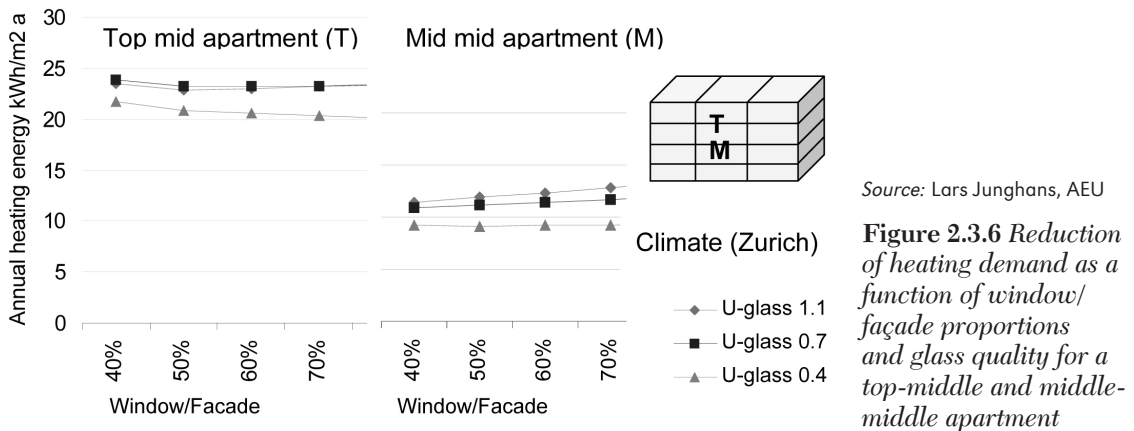 Annual heating energy kWh/m2 a
30
25
20
15
10
5
0
Top mid apartment (T)
40%
50%
60%
70%
Window/Facade
Mid mid apartment (M)
40%
50%
60%
70%
Window/Facade
T
M
Climate (Zurich)
U-glass 1.1
U-glass 0.7
U-glass 0.4
Source: Lars Junghans, AEU
Figure 2.3.6 Reduction
of heating demand as a
function of window/
façade proportions
and glass quality for a
top-middle and middle-
middle apartment